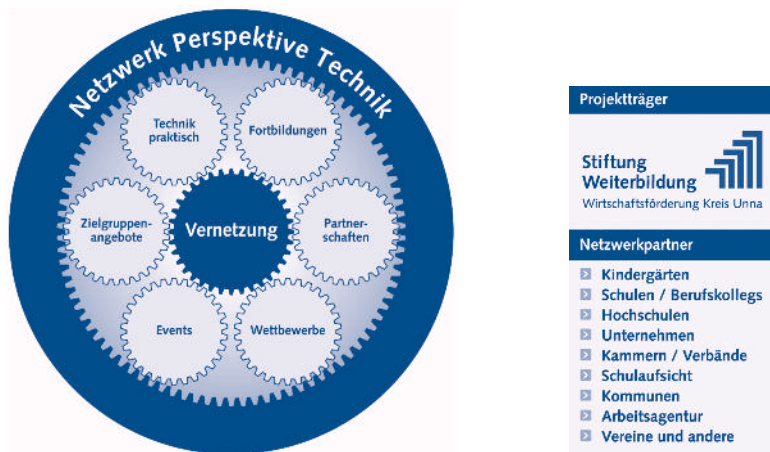 Netzwerk Perspektive Technik
Technik
praktisch
Fortbildungen
Zielgruppen-
angebote
Vernetzung
Partner-
schaften
Events
Wettbewerbe
Projektträger
Stiftung
Weiterbildung
Wirtschaftsförderung Kreis Unna
Netzwerkpartner
Kindergärten
Schulen / Berufskollegs
Hochschulen
Unternehmen
Kammern / Verbände
Schulaufsicht
Kommunen
Arbeitsagentur
Vereine und andere